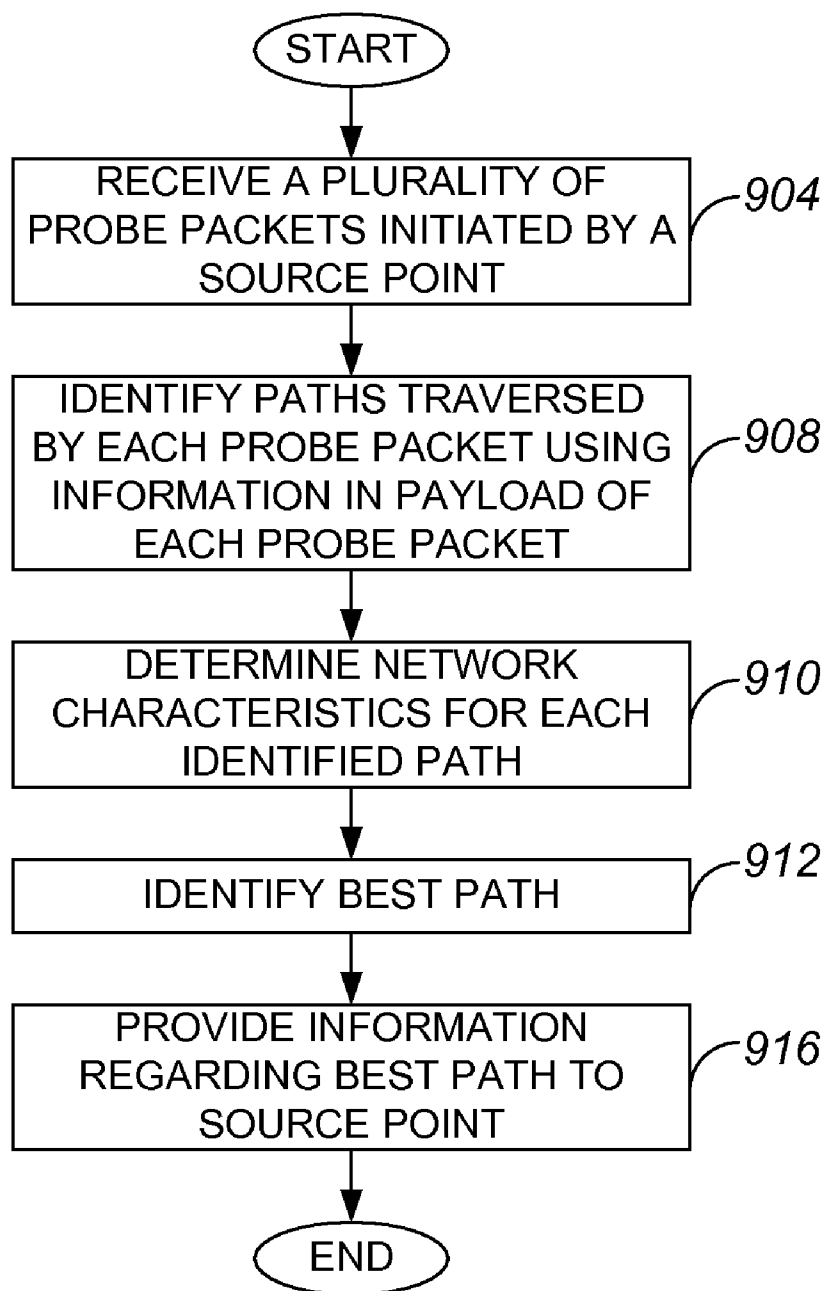 START
RECEIVE A PLURALITY OF
PROBE PACKETS INITIATED BY A
SOURCE POINT
904
IDENTIFY PATHS TRAVERSED
BY EACH PROBE PACKET USING
INFORMATION IN PAYLOAD OF
EACH PROBE PACKET
908
DETERMINE NETWORK
CHARACTERISTICS FOR EACH
IDENTIFIED PATH
910
IDENTIFY BEST PATH
912
PROVIDE INFORMATION
REGARDING BEST PATH TO
SOURCE POINT
916
END